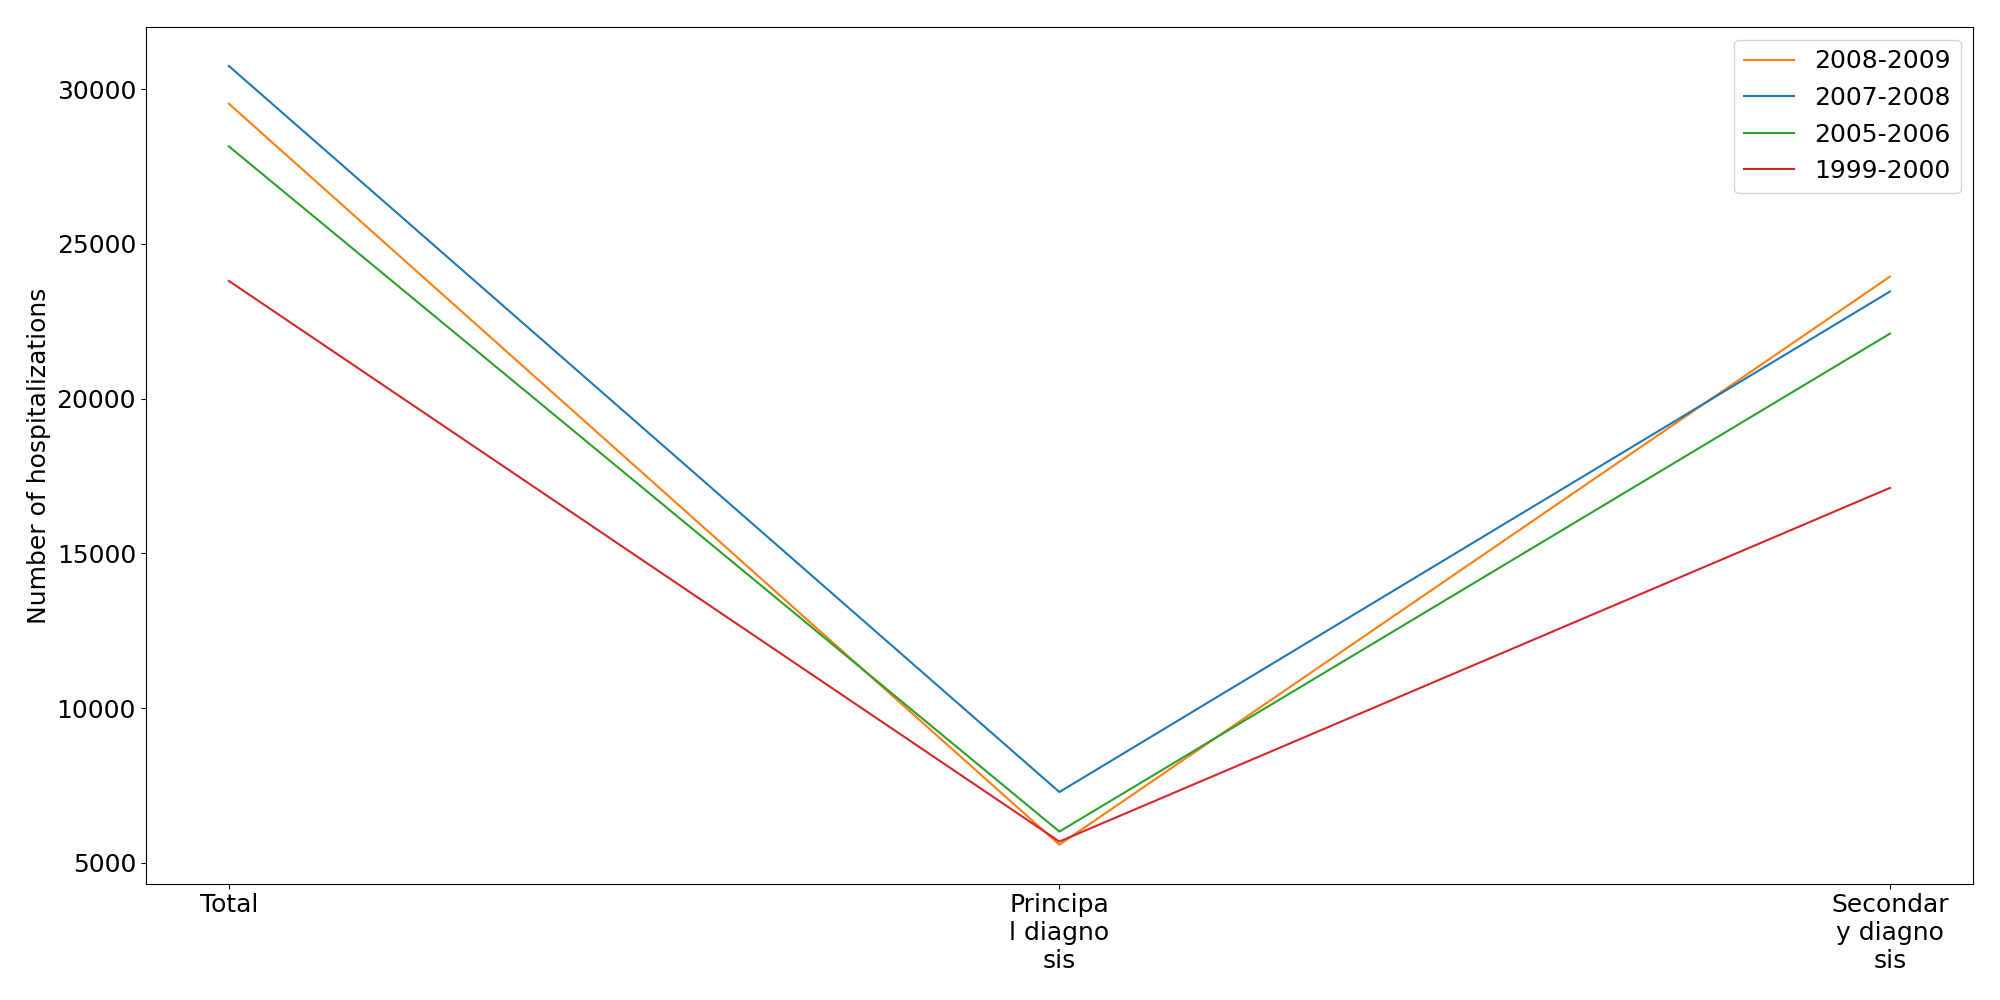 2008-2009
2007-2008
2005-2006
1999-2000
Number of hospitalizations
30000
25000
20000
15000
10000
5000
Total
Principa
l diagno
sis
Secondar
y diagno
sis